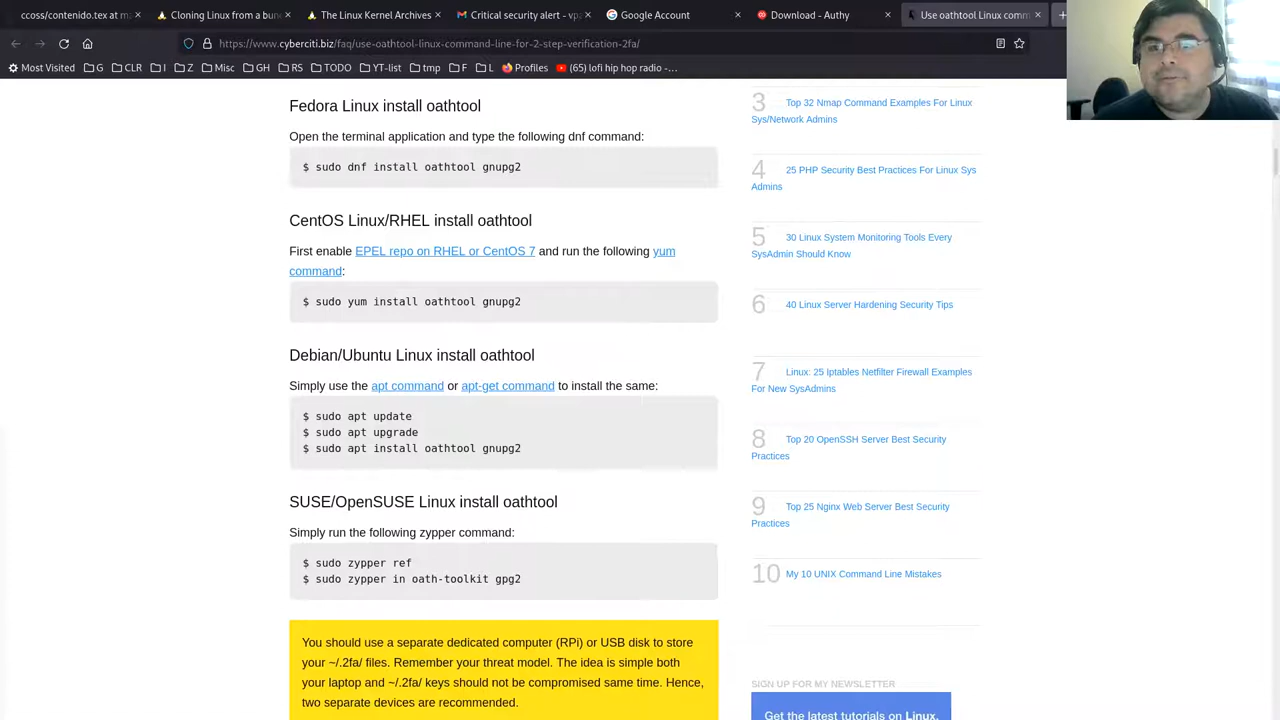 ccoss/contenido.tex at ma
Cloning Linux from a bun
The Linux Kernel Archives
Critical security alert - vpa
Google Account
Download - Authy
Use oathtool Linux comm
https://www.cyberciti.biz/faq/use-oathtool-linux-command-line-for-2-step-verification-2fa/
Most Visited
G
CLR
I
Z
Misc
GH
RS
TODO
YT-list
tmp
F
L
Profiles
(65) lofi hip hop radio -…
Fedora Linux install oathtool
Open the terminal application and type the following dnf command:
$ sudo dnf install oathtool gnupg2
CentOS Linux/RHEL install oathtool
First enable EPEL repo on RHEL or CentOS 7 and run the following yum
command:
$ sudo yum install oathtool gnupg2
Debian/Ubuntu Linux install oathtool
Simply use the apt command or apt-get command to install the same:
$ sudo apt update
$ sudo apt upgrade
$ sudo apt install oathtool gnupg2
SUSE/OpenSUSE Linux install oathtool
Simply run the following zypper command:
$ sudo zypper ref
$ sudo zypper in oath-toolkit gpg2
You should use a separate dedicated computer (RPi) or USB disk to store
your ~/.2fa/ files. Remember your threat model. The idea is simple both
your laptop and ~/.2fa/ keys should not be compromised same time. Hence,
two separate devices are recommended.
3 Top 32 Nmap Command Examples For Linux
Sys/Network Admins
4 25 PHP Security Best Practices For Linux Sys
Admins
5 30 Linux System Monitoring Tools Every
SysAdmin Should Know
6 40 Linux Server Hardening Security Tips
7 Linux: 25 Iptables Netfilter Firewall Examples
For New SysAdmins
8 Top 20 OpenSSH Server Best Security
Practices
9 Top 25 Nginx Web Server Best Security
Practices
10 My 10 UNIX Command Line Mistakes
SIGN UP FOR MY NEWSLETTER
Get the latest tutorials on Linux,